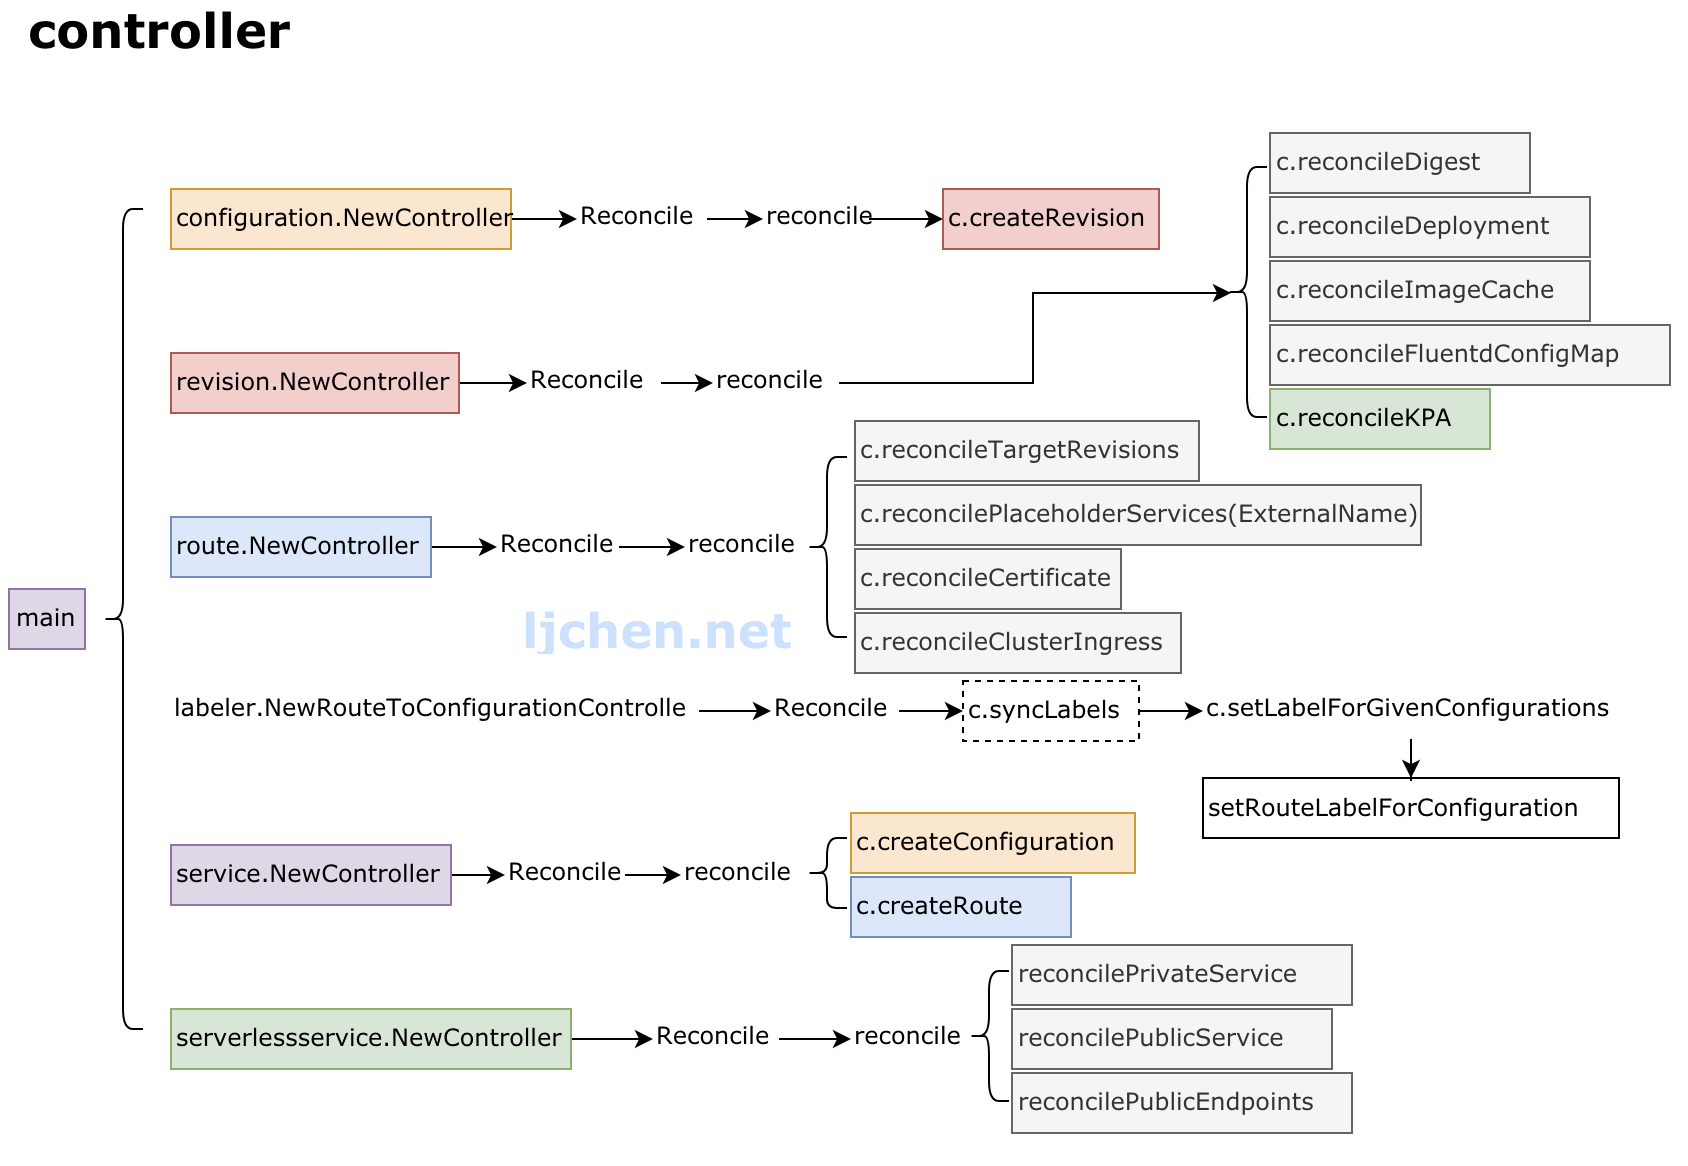 controller
main
configuration.NewController
Reconcile
reconcile
c.createRevision
revision.NewController
Reconcile
reconcile
c.reconcileDigest
c.reconcileDeployment
c.reconcileImageCache
c.reconcileFluentdConfigMap
c.reconcileKPA
route.NewController
Reconcile
reconcile
c.reconcileTargetRevisions
c.reconcilePlaceholderServices(ExternalName)
c.reconcileCertificate
c.reconcileClusterIngress
ljchen.net
labeler.NewRouteToConfigurationControlle
Reconcile
c.syncLabels
c.setLabelForGivenConfigurations
setRouteLabelForConfiguration
service.NewController
Reconcile
reconcile
c.createConfiguration
c.createRoute
serverlessservice.NewController
Reconcile
reconcile
reconcilePrivateService
reconcilePublicService
reconcilePublicEndpoints